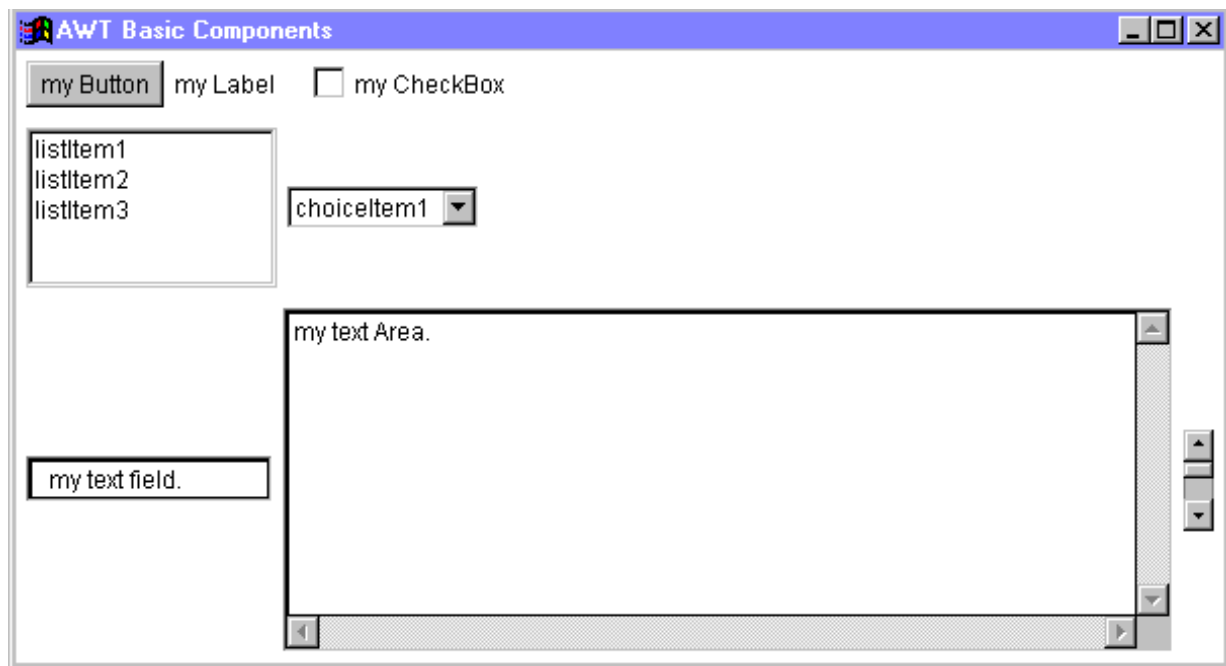 AWT Basic Components
my Button my Label my CheckBox
listItem1
listItem2
listItem3
choiceItem1
my text Area.
my text field.